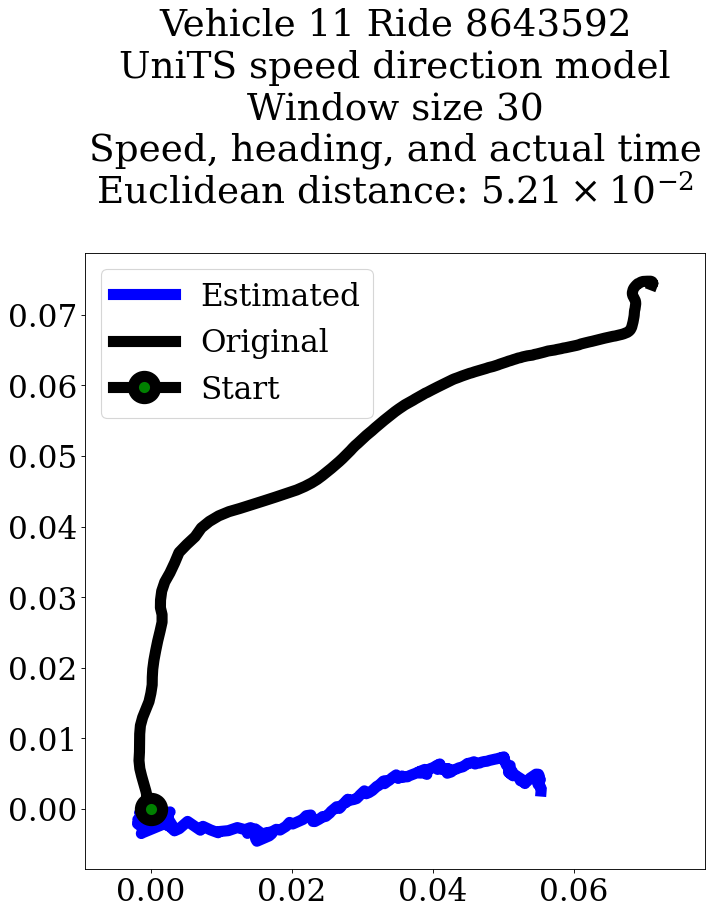 Vehicle 11 Ride 8643592
UniTS speed direction model
Window size 30
Speed, heading, and actual time
Euclidean distance: 5.21 × 10⁻²
Estimated
Original
Start
0.07
0.06
0.05
0.04
0.03
0.02
0.01
0.00
0.00 0.02 0.04 0.06